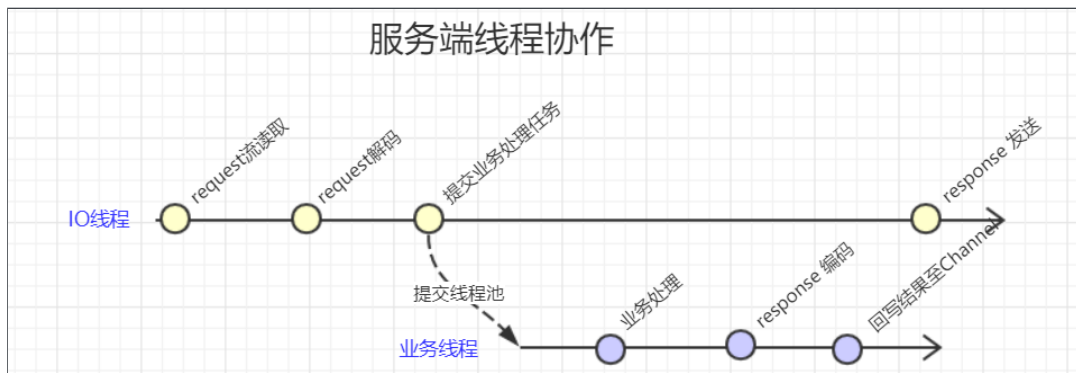 服务端线程协作
request流读取
request解码
提交业务处理任务
response 发送
IO线程
提交线程池
业务处理
response 编码
回写结果至Channel
业务线程